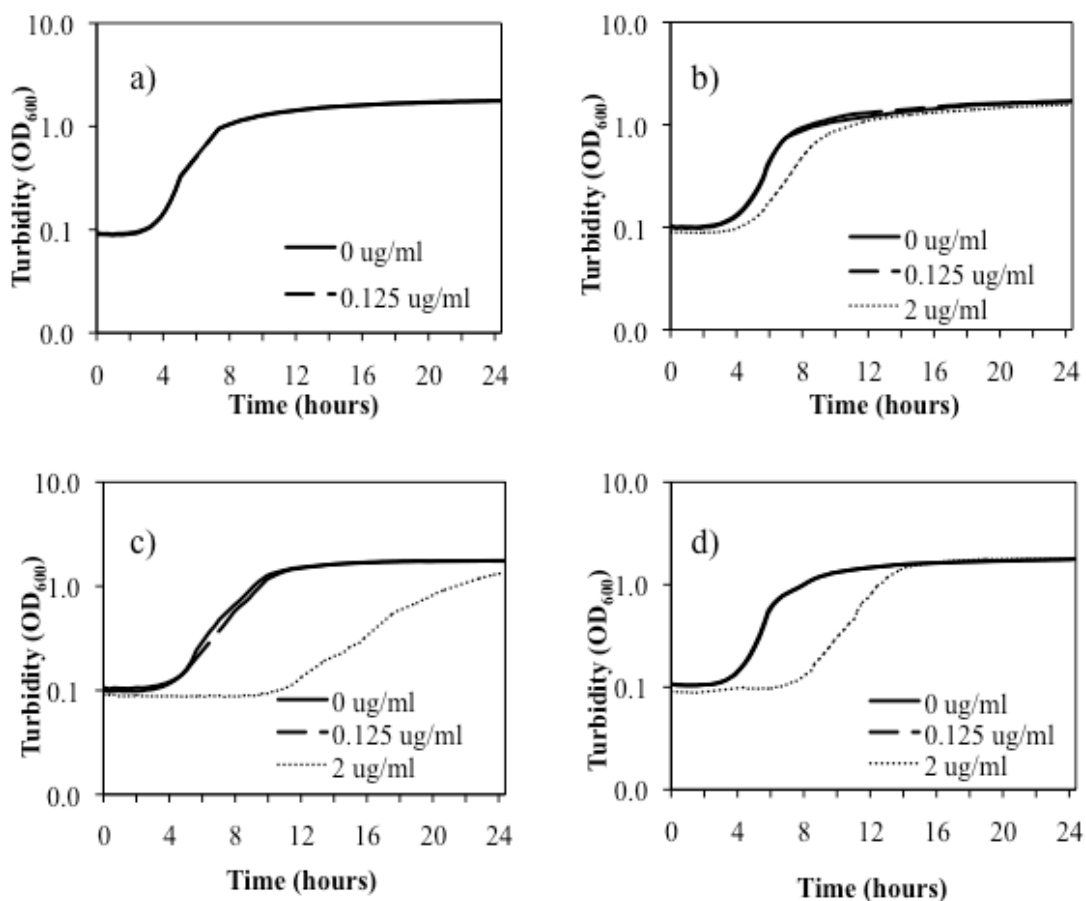 a)
10.0
1.0
0.1
0.0
Turbidity (OD600)
0 ug/ml
0.125 ug/ml
0 4 8 12 16 20 24
Time (hours)
b)
10.0
1.0
0.1
0.0
Turbidity (OD600)
0 ug/ml
0.125 ug/ml
2 ug/ml
0 4 8 12 16 20 24
Time (hours)
c)
10.0
1.0
0.1
0.0
Turbidity (OD600)
0 ug/ml
0.125 ug/ml
2 ug/ml
0 4 8 12 16 20 24
Time (hours)
d)
10.0
1.0
0.1
0.0
Turbidity (OD600)
0 ug/ml
0.125 ug/ml
2 ug/ml
0 4 8 12 16 20 24
Time (hours)